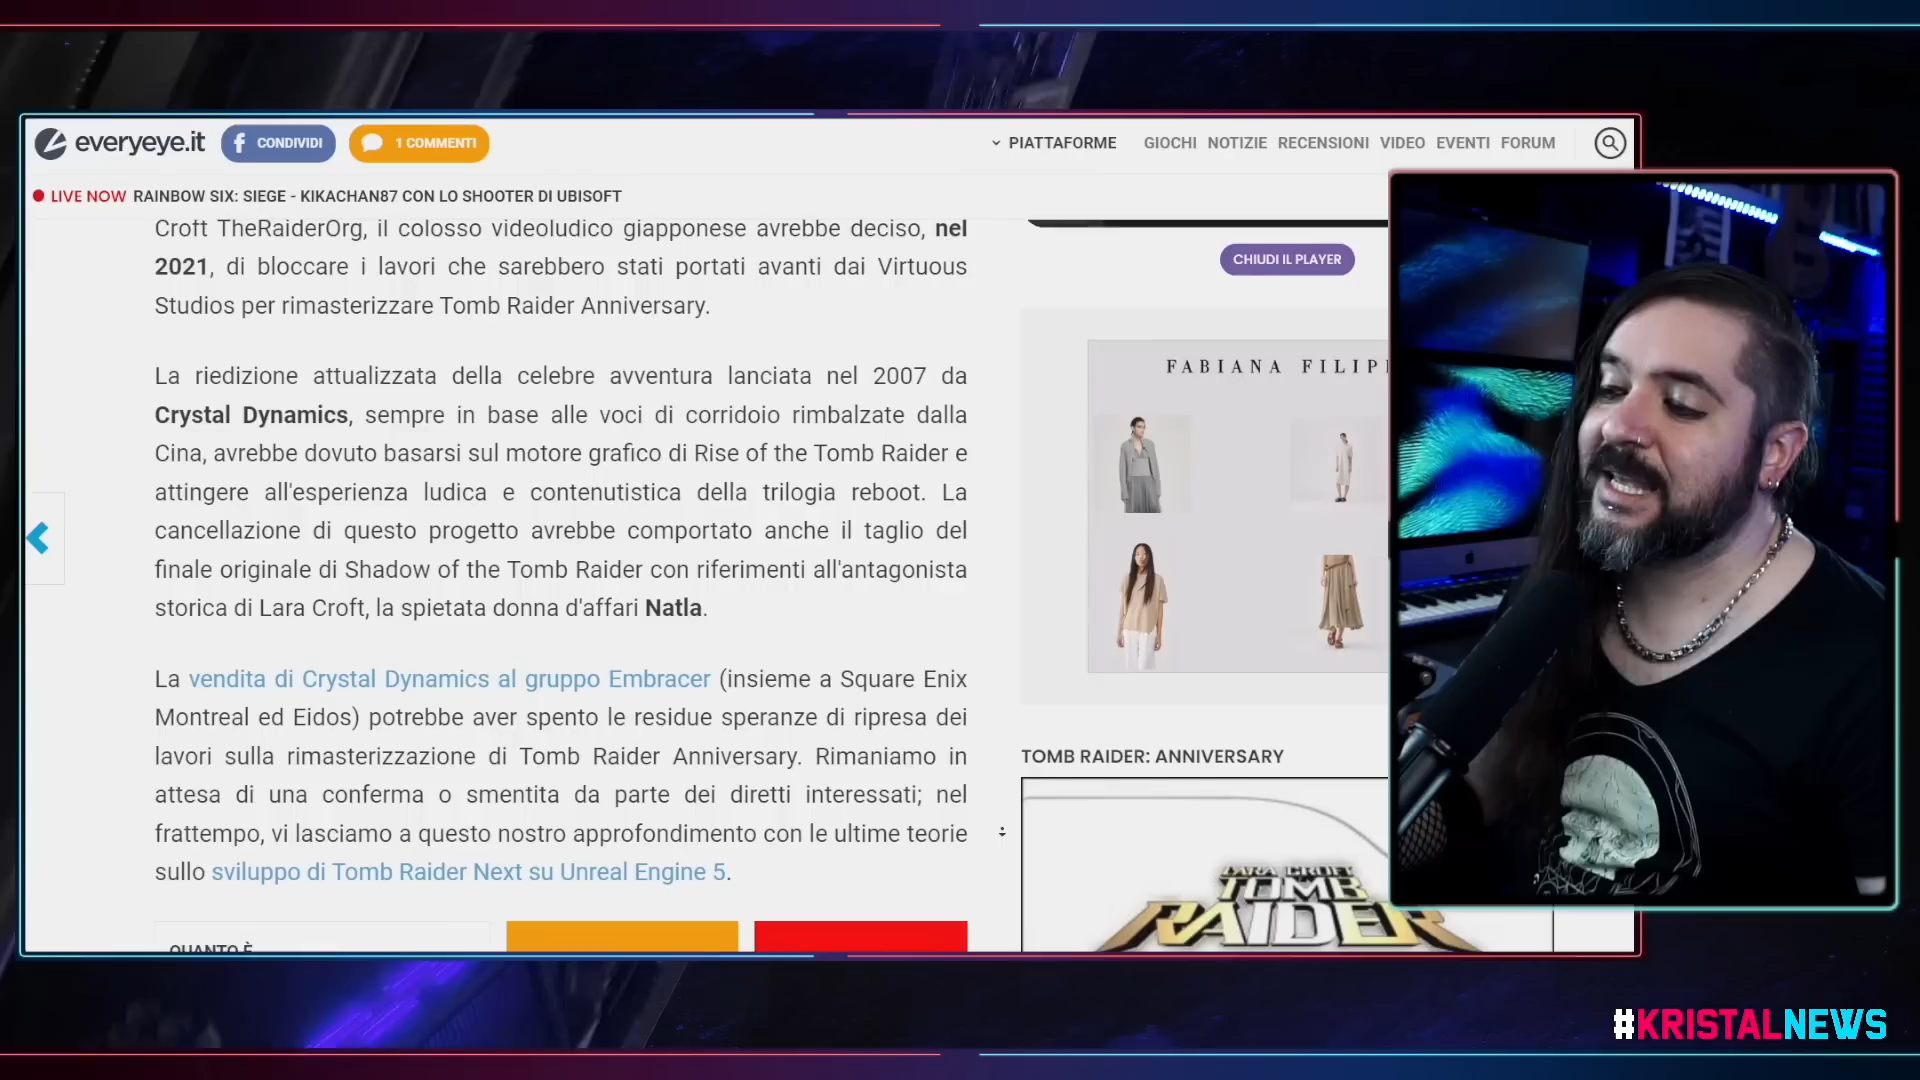 everyeye.it
CONDIVIDI
1 COMMENTI
PIATTAFORME
GIOCHI NOTIZIE RECENSIONI VIDEO EVENTI FORUM
LIVE NOW RAINBOW SIX: SIEGE - KIKACHAN87 CON LO SHOOTER DI UBISOFT
Croft TheRaiderOrg, il colosso videoludico giapponese avrebbe deciso, nel
2021, di bloccare i lavori che sarebbero stati portati avanti dai Virtuous
Studios per rimasterizzare Tomb Raider Anniversary.
La riedizione attualizzata della celebre avventura lanciata nel 2007 da
Crystal Dynamics, sempre in base alle voci di corridoio rimbalzate dalla
Cina, avrebbe dovuto basarsi sul motore grafico di Rise of the Tomb Raider e
attingere all'esperienza ludica e contenutistica della trilogia reboot. La
cancellazione di questo progetto avrebbe comportato anche il taglio del
finale originale di Shadow of the Tomb Raider con riferimenti all'antagonista
storica di Lara Croft, la spietata donna d'affari Natla.
La vendita di Crystal Dynamics al gruppo Embracer (insieme a Square Enix
Montreal ed Eidos) potrebbe aver spento le residue speranze di ripresa dei
lavori sulla rimasterizzazione di Tomb Raider Anniversary. Rimaniamo in
attesa di una conferma o smentita da parte dei diretti interessati; nel
frattempo, vi lasciamo a questo nostro approfondimento con le ultime teorie
sullo sviluppo di Tomb Raider Next su Unreal Engine 5.
QUANTO È
CHIUDI IL PLAYER
FABIANA FILIP
TOMB RAIDER: ANNIVERSARY
LARA CROFT
TOMB
RAIDER
#KRISTALNEWS